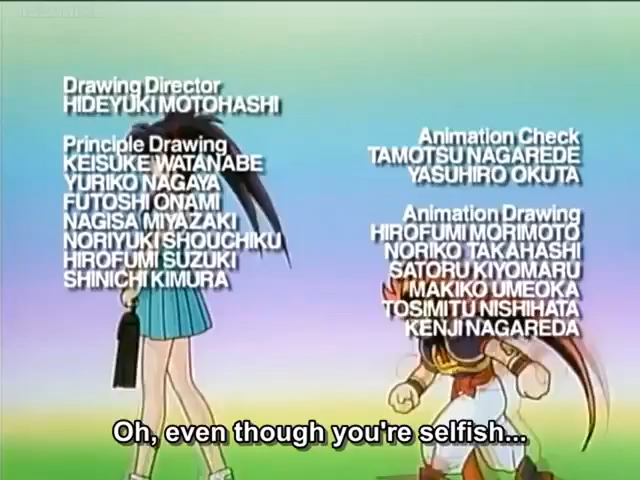 Drawing Director
HIDEYUKI MOTOHASHI
Principle Drawing
KEISUKE WATANABE
YURIKO NAGAYA
FUTOSHI ONAMI
NAGISA MIYAZAKI
NORIYUKI SHOUCHIKU
HIROFUMI SUZUKI
SHINICHI KIMURA
Animation Check
TAMOTSU NAGAREDE
YASUHIRO OKUTA
Animation Drawing
HIROFUMI MORIMOTO
NORIKO TAKAHASHI
SATORU KIYOMARU
MAKIKO UMEOKA
TOSIMITU NISHIHATA
KENJI NAGAREDA
Oh, even though you're selfish...